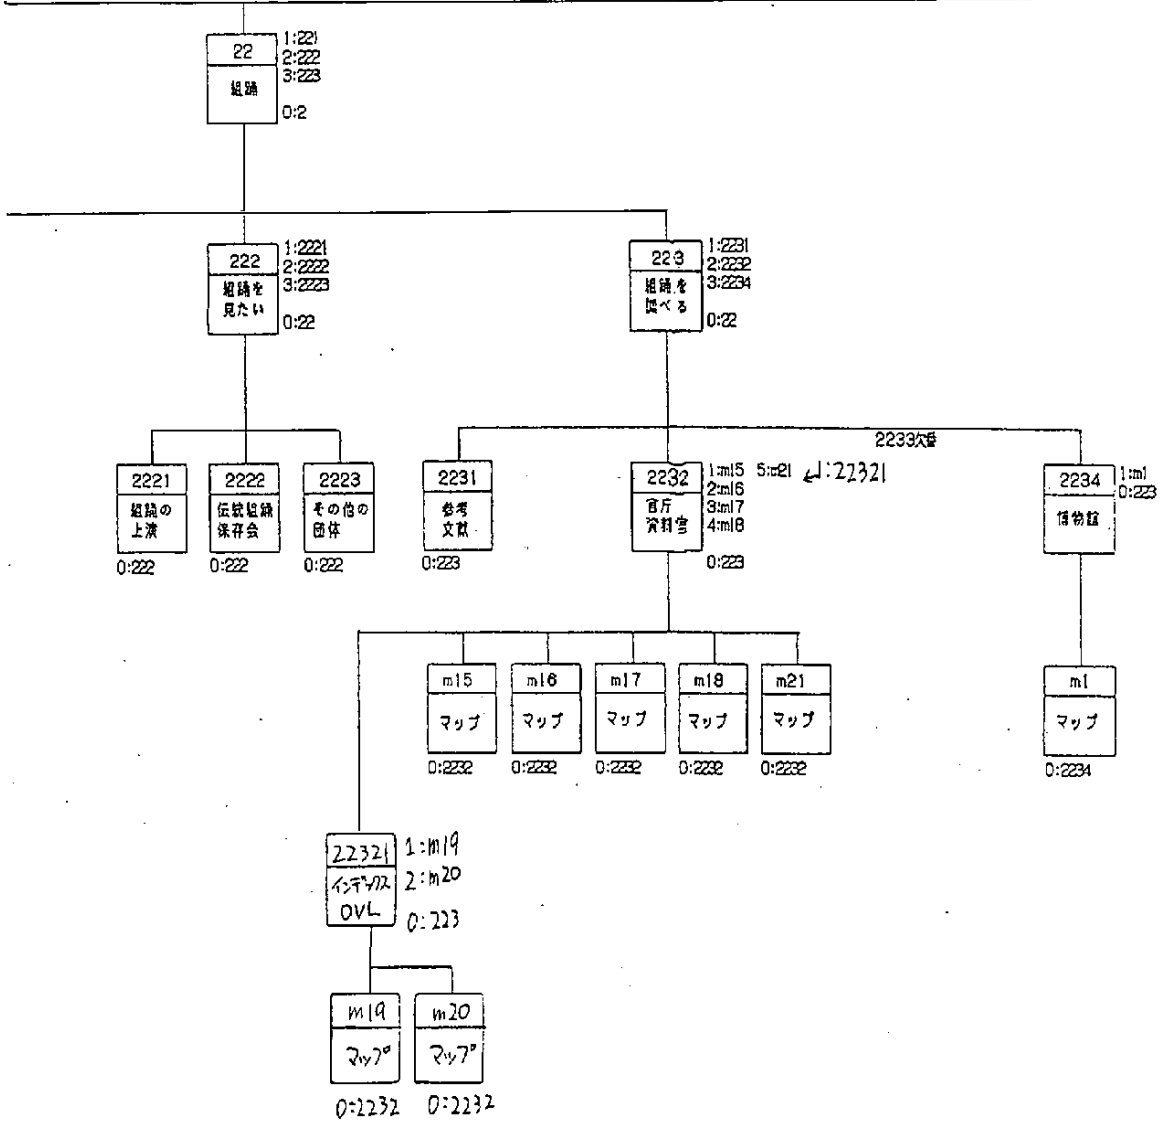 22
組踊
1:221
2:222
3:223
0:2
222
組踊を
見たい
1:2221
2:2222
3:2223
0:22
223
組踊を
調べる
1:2231
2:2232
3:2234
0:22
2233欠番
2221
組踊の
上演
0:222
2222
伝統組踊
保存会
0:222
2223
その他の
団体
0:222
2231
参考
文献
0:223
2232
官庁
資料室
1:m15 5:m21 ↲:22321
2:m16
3:m17
4:m18
0:223
2234
博物館
1:m1
0:223
m15
マップ
0:2232
m16
マップ
0:2232
m17
マップ
0:2232
m18
マップ
0:2232
m21
マップ
0:2232
m1
マップ
0:2234
22321
インデックス
OVL
1:m19
2:m20
0:223
m19
マップ
0:2232
m20
マップ
0:2232